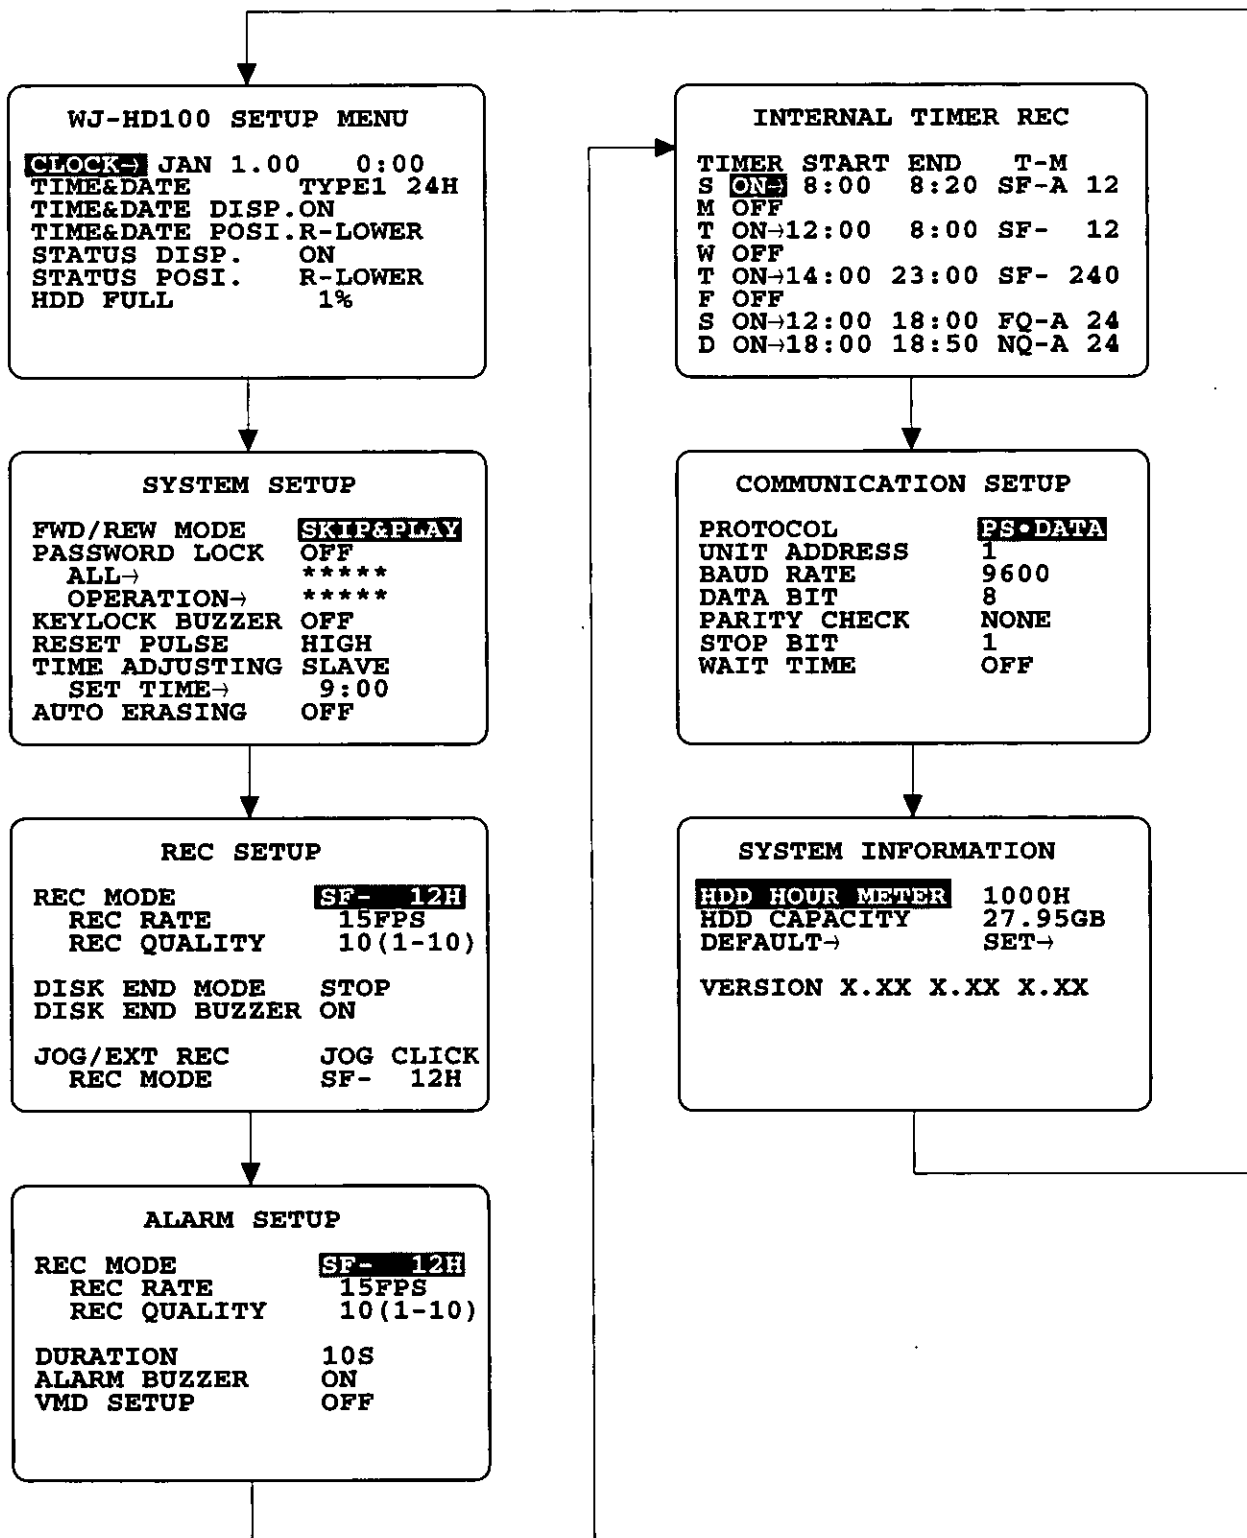 WJ-HD100 SETUP MENU
CLOCK→ JAN 1.00 0:00
TIME&DATE TYPE1 24H
TIME&DATE DISP.ON
TIME&DATE POSI.R-LOWER
STATUS DISP. ON
STATUS POSI. R-LOWER
HDD FULL 1%
SYSTEM SETUP
FWD/REW MODE SKIP&PLAY
PASSWORD LOCK OFF
ALL→ *****
OPERATION→ *****
KEYLOCK BUZZER OFF
RESET PULSE HIGH
TIME ADJUSTING SLAVE
SET TIME→ 9:00
AUTO ERASING OFF
REC SETUP
REC MODE SF- 12H
REC RATE 15FPS
REC QUALITY 10(1-10)
DISK END MODE STOP
DISK END BUZZER ON
JOG/EXT REC JOG CLICK
REC MODE SF- 12H
ALARM SETUP
REC MODE SF- 12H
REC RATE 15FPS
REC QUALITY 10(1-10)
DURATION 10S
ALARM BUZZER ON
VMD SETUP OFF
INTERNAL TIMER REC
TIMER START END T-M
S ON→ 8:00 8:20 SF-A 12
M OFF
T ON→12:00 8:00 SF- 12
W OFF
T ON→14:00 23:00 SF- 240
F OFF
S ON→12:00 18:00 FQ-A 24
D ON→18:00 18:50 NQ-A 24
COMMUNICATION SETUP
PROTOCOL PS•DATA
UNIT ADDRESS 1
BAUD RATE 9600
DATA BIT 8
PARITY CHECK NONE
STOP BIT 1
WAIT TIME OFF
SYSTEM INFORMATION
HDD HOUR METER 1000H
HDD CAPACITY 27.95GB
DEFAULT→ SET→
VERSION X.XX X.XX X.XX